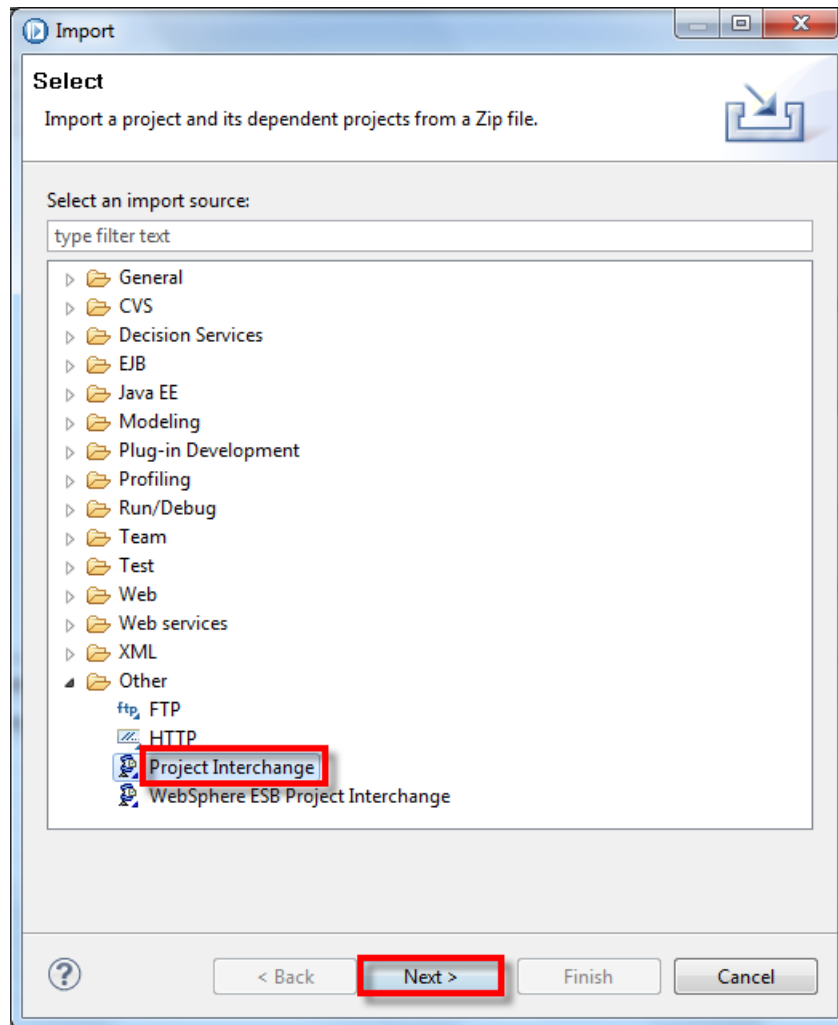 Import
Select
Import a project and its dependent projects from a Zip file.
Select an import source:
type filter text
General
CVS
Decision Services
EJB
Java EE
Modeling
Plug-in Development
Profiling
Run/Debug
Team
Test
Web
Web services
XML
Other
ftp FTP
HTTP
Project Interchange
WebSphere ESB Project Interchange
? < Back Next > Finish Cancel